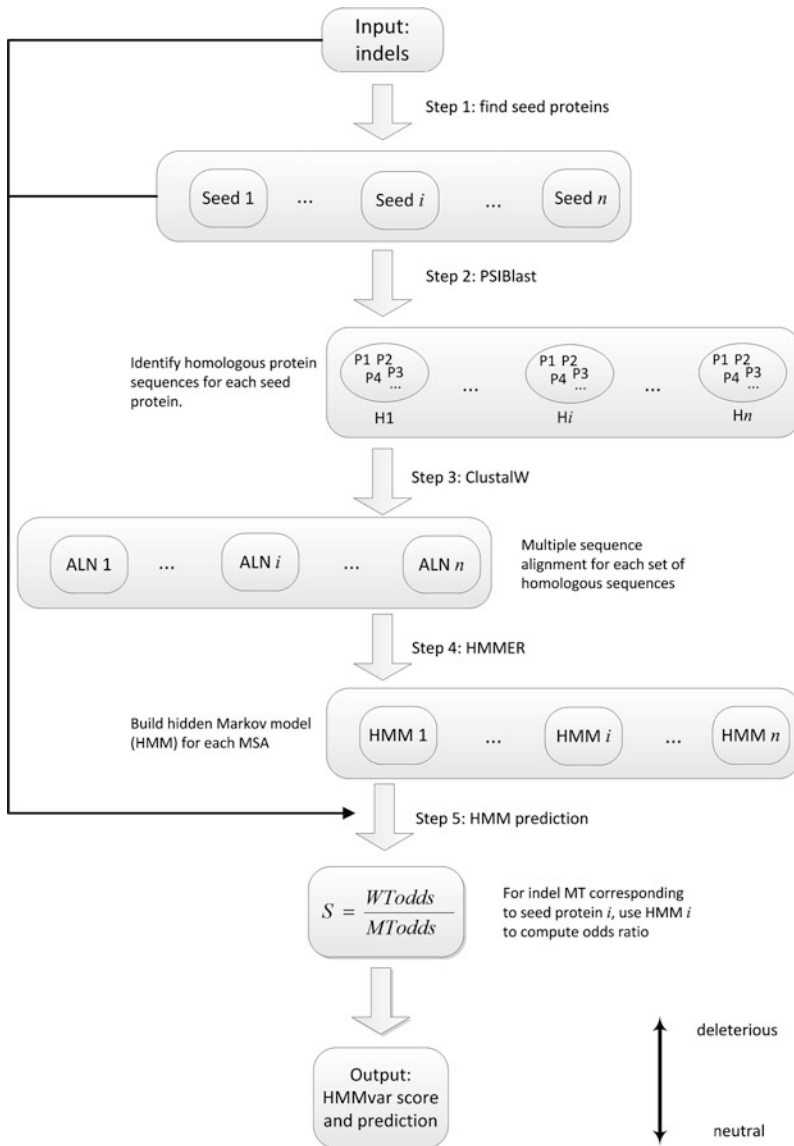 Input:
indels
Step 1: find seed proteins
Seed 1 ... Seed i ... Seed n
Step 2: PSIBlast
Identify homologous protein
sequences for each seed
protein.
P1 P2
P4 P3
...
H1
...
P1 P2
P4 P3
...
Hi
...
P1 P2
P4 P3
...
Hn
Step 3: ClustalW
ALN 1 ... ALN i ... ALN n
Multiple sequence
alignment for each set of
homologous sequences
Step 4: HMMER
Build hidden Markov model
(HMM) for each MSA
HMM 1 ... HMM i ... HMM n
Step 5: HMM prediction
S = WTodds / MTodds
For indel MT corresponding
to seed protein i, use HMM i
to compute odds ratio
Output:
HMMvar score
and prediction
deleterious
neutral